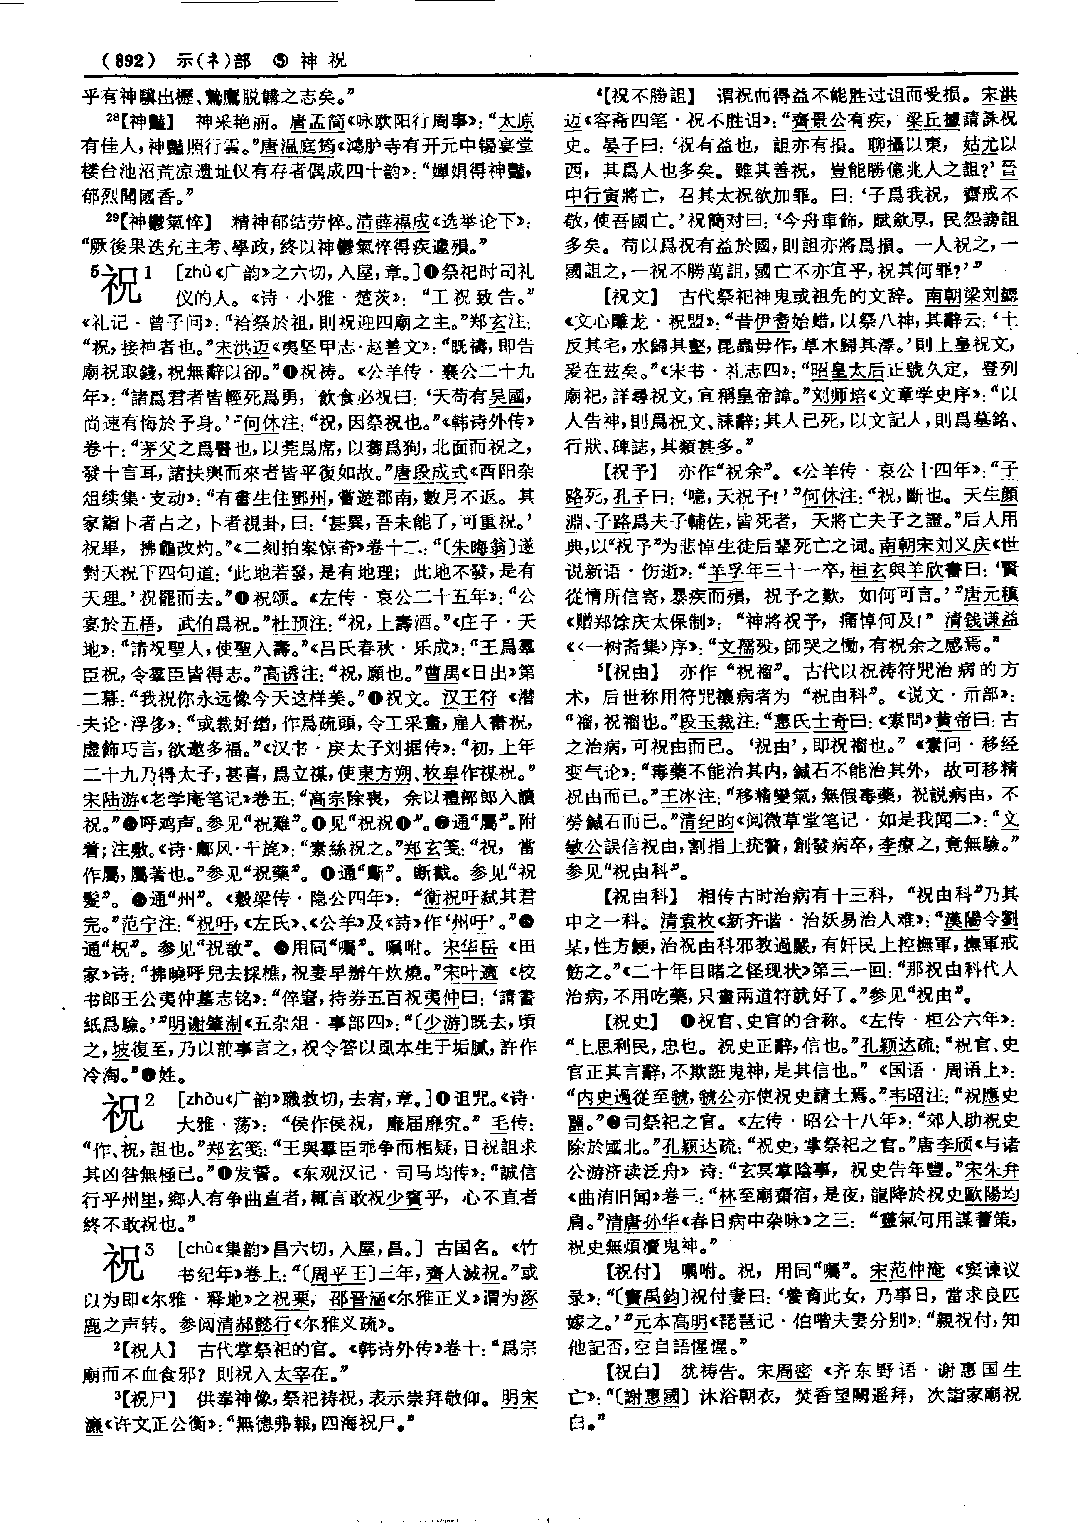 (892) 示(礻)部 ⑤ 神祝
乎有神驥出櫪、鷙鷹脱韝之志矣。”
²⁸【神豔】 神采艳丽。唐孟简《咏欧阳行周事》：“太原
有佳人，神豔照行雲。”唐温庭筠《鸿胪寺有开元中锡宴堂
楼台池沼荒凉遗址仅有存者偶成四十韵》：“嬋娟得神豔，
郁烈聞國香。”
²⁹【神鬱氣悴】 精神郁结劳悴。清薛福成《选举论下》：
“厥後果迭充主考、學政，終以神鬱氣悴得疾遽殞。”
⁵祝¹ ［zhù《广韵》之六切，入屋，章。］❶祭祀时司礼
仪的人。《诗·小雅·楚茨》：“工祝致告。”
《礼记·曾子问》：“祫祭於祖，則祝迎四廟之主。”郑玄注：
“祝，接神者也。”宋洪迈《夷坚甲志·赵善文》：“既禱，即告
廟祝取錢，祝無辭以卻。”❷祝祷。《公羊传·襄公二十九
年》：“諸爲君者皆輕死爲勇，飲食必祝曰：‘天苟有吴國，
尚速有悔於予身。’”何休注：“祝，因祭祝也。”《韩诗外传》
卷十：“茅父之爲醫也，以莞爲席，以芻爲狗，北面而祝之，
發十言耳，諸扶輿而來者皆平復如故。”唐段成式《酉阳杂
俎续集·支动》：“有書生住鄧州，嘗遊郡南，數月不返。其
家詣卜者占之，卜者視卦，曰：‘甚異，吾未能了，可重祝。’
祝畢，拂龜改灼。”《二刻拍案惊奇》卷十二：“〔朱晦翁〕遂
對天祝下四句道：‘此地若發，是有地理；此地不發，是有
天理。’祝罷而去。”❸祝颂。《左传·哀公二十五年》：“公
宴於五梧，武伯爲祝。”杜预注：“祝，上壽酒。”《庄子·天
地》：“請祝聖人，使聖人壽。”《吕氏春秋·乐成》：“王爲羣
臣祝，令羣臣皆得志。”高诱注：“祝，願也。”曹禺《日出》第
二幕：“我祝你永远像今天这样美。”❹祝文。汉王符《潜
夫论·浮侈》：“或裁好繒，作爲疏頭，令工采畫，雇人書祝，
虚飾巧言，欲邀多福。”《汉书·戾太子刘据传》：“初，上年
二十九乃得太子，甚喜，爲立禖，使東方朔、枚皋作禖祝。”
宋陆游《老学庵笔记》卷五：“高宗除喪，余以禮部郎入讀
祝。”❺呼鸡声。参见“祝雞”。❻见“祝祝❶”。❼通“屬”。附
着；注敷。《诗·鄘风·干旄》：“素絲祝之。”郑玄笺：“祝，當
作屬，屬著也。”参见“祝藥”。❽通“斸”。断截。参见“祝
髮”。❾通“州”。《穀梁传·隐公四年》：“衛祝吁弑其君
完。”范宁注：“祝吁，《左氏》、《公羊》及《詩》作‘州吁’。”❿
通“柷”。参见“祝敔”。⓫用同“囑”。嘱咐。宋华岳《田
家》诗：“拂曉呼兒去採樵，祝妻早辦午炊燒。”宋叶適《校
书郎王公夷仲墓志铭》：“倅窘，持券五百祝夷仲曰：‘請書
紙爲驗。’”明谢肇淛《五杂俎·事部四》：“〔少游〕既去，頃
之，坡復至，乃以前事言之，祝令答以虱本生于垢膩，許作
冷淘。”⓬姓。
祝² ［zhòu《广韵》職救切，去宥，章。］❶诅咒。《诗·
大雅·荡》：“侯作侯祝，靡届靡究。”毛传：
“作、祝，詛也。”郑玄笺：“王與羣臣乖争而相疑，日祝詛求
其凶咎無極已。”❷发誓。《东观汉记·司马均传》：“誠信
行乎州里，鄉人有争曲直者，輒言敢祝少賓乎，心不直者
終不敢祝也。”
祝³ ［chù《集韵》昌六切，入屋，昌。］古国名。《竹
书纪年》卷上：“〔周平王〕三年，齊人滅祝。”或
以为即《尔雅·释地》之祝栗，邵晋涵《尔雅正义》谓为涿
鹿之声转。参阅清郝懿行《尔雅义疏》。
²【祝人】 古代掌祭祀的官。《韩诗外传》卷十：“爲宗
廟而不血食邪？則祝入太宰在。”
³【祝尸】 供奉神像，祭祀祷祝，表示崇拜敬仰。明宋
濂《许文正公衡》：“無德弗報，四海祝尸。”
⁴【祝不勝詛】 谓祝而得益不能胜过诅而受损。宋洪
迈《容斋四笔·祝不胜诅》：“齊景公有疾，梁丘據請誅祝
史。晏子曰：‘祝有益也，詛亦有損。聊攝以東，姑尤以
西，其爲人也多矣。雖其善祝，豈能勝億兆人之詛？’晉
中行寅將亡，召其太祝欲加罪。曰：‘子爲我祝，齋戒不
敬，使吾國亡。’祝簡对曰：‘今舟車飾，賦斂厚，民怨謗詛
多矣。苟以爲祝有益於國，則詛亦將爲損。一人祝之，一
國詛之，一祝不勝萬詛，國亡不亦宜乎，祝其何罪？’”
【祝文】 古代祭祀神鬼或祖先的文辞。南朝梁刘勰
《文心雕龙·祝盟》：“昔伊耆始蜡，以祭八神，其辭云：‘土
反其宅，水歸其壑，昆蟲毋作，草木歸其澤。’則上皇祝文，
爰在兹矣。”《宋书·礼志四》：“昭皇太后正號久定，登列
廟祀，詳尋祝文，宜稱皇帝諱。”刘师培《文章学史序》：“以
人告神，則爲祝文、誄辭；其人已死，以文記人，則爲墓銘、
行狀、碑誌，其類甚多。”
【祝予】 亦作“祝余”。《公羊传·哀公十四年》：“子
路死，孔子曰：‘噫，天祝予！’”何休注：“祝，斷也。天生顔
淵、子路爲夫子輔佐，皆死者，天將亡夫子之證。”后人用
典，以“祝予”为悲悼生徒后辈死亡之词。南朝宋刘义庆《世
说新语·伤逝》：“羊孚年三十一卒，桓玄與羊欣書曰：‘賢
從情所信寄，暴疾而殞，祝予之歎，如何可言。’”唐元稹
《赠郑馀庆太保制》：“神將祝予，痛悼何及！”清钱谦益
《〈一树斋集〉序》：“文孺殁，師哭之慟，有祝余之感焉。”
⁵【祝由】 亦作“祝褶”。古代以祝祷符咒治病的方
术，后世称用符咒禳病者为“祝由科”。《说文·示部》：
“褶，祝褶也。”段玉裁注：“惠氏士奇曰：《素問》黄帝曰：古
之治病，可祝由而已。‘祝由’，即祝褶也。”《素问·移经
变气论》：“毒藥不能治其内，鍼石不能治其外，故可移精
祝由而已。”王冰注：“移精變氣，無假毒藥，祝説病由，不
勞鍼石而已。”清纪昀《阅微草堂笔记·如是我闻二》：“文
敏公誤信祝由，割指上疣贅，創發病卒，李療之，竟無驗。”
参见“祝由科”。
【祝由科】 相传古时治病有十三科，“祝由科”乃其
中之一科。清袁枚《新齐谐·治妖易治人难》：“漢陽令劉
某，性方鯁，治祝由科邪教過嚴，有奸民上控撫軍，撫軍戒
飭之。”《二十年目睹之怪现状》第三一回：“那祝由科代人
治病，不用吃藥，只畫兩道符就好了。”参见“祝由”。
【祝史】 ❶祝官、史官的合称。《左传·桓公六年》：
“上思利民，忠也。祝史正辭，信也。”孔颖达疏：“祝官、史
官正其言辭，不欺誑鬼神，是其信也。”《国语·周语上》：
“内史過從至虢，虢公亦使祝史請土焉。”韦昭注：“祝應史
嚚。”❷司祭祀之官。《左传·昭公十八年》：“郊人助祝史
除於國北。”孔颖达疏：“祝史，掌祭祀之官。”唐李颀《与诸
公游济渎泛舟》诗：“玄冥掌陰事，祝史告年豐。”宋朱弁
《曲洧旧闻》卷三：“林至廟齋宿，是夜，龍降於祝史歐陽均
肩。”清唐孙华《春日病中杂咏》之三：“靈氣何用謀蓍策，
祝史無煩瀆鬼神。”
【祝付】 嘱咐。祝，用同“囑”。宋范仲淹《窦谏议
录》：“〔竇禹鈞〕祝付妻曰：‘養育此女，乃事日，當求良匹
嫁之。’”元本高明《琵琶记·伯喈夫妻分别》：“親祝付，知
他記否，空自語惺惺。”
【祝白】 犹祷告。宋周密《齐东野语·谢惠国坐
亡》：“〔謝惠國〕沐浴朝衣，焚香望闕遥拜，次詣家廟祝
白。”